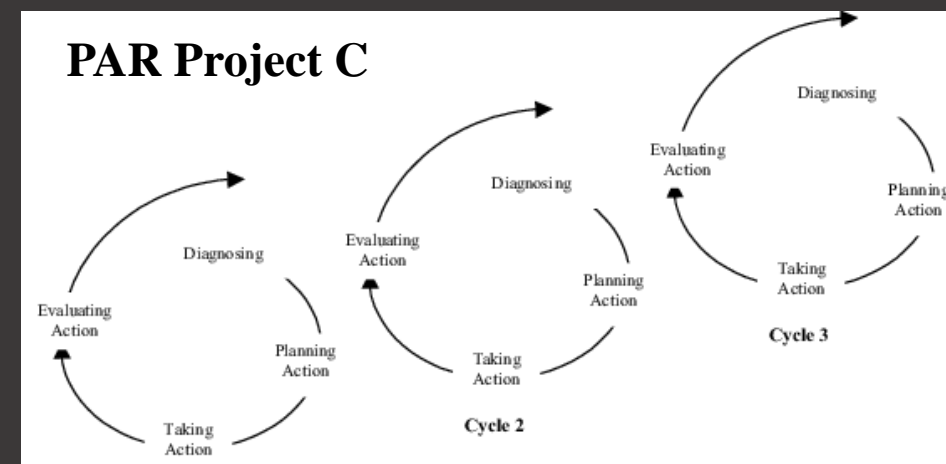 PAR Project C
Diagnosing
Planning
Action
Taking
Action
Evaluating
Action
Diagnosing
Planning
Action
Taking
Action
Evaluating
Action
Cycle 2
Diagnosing
Planning
Action
Taking
Action
Evaluating
Action
Cycle 3